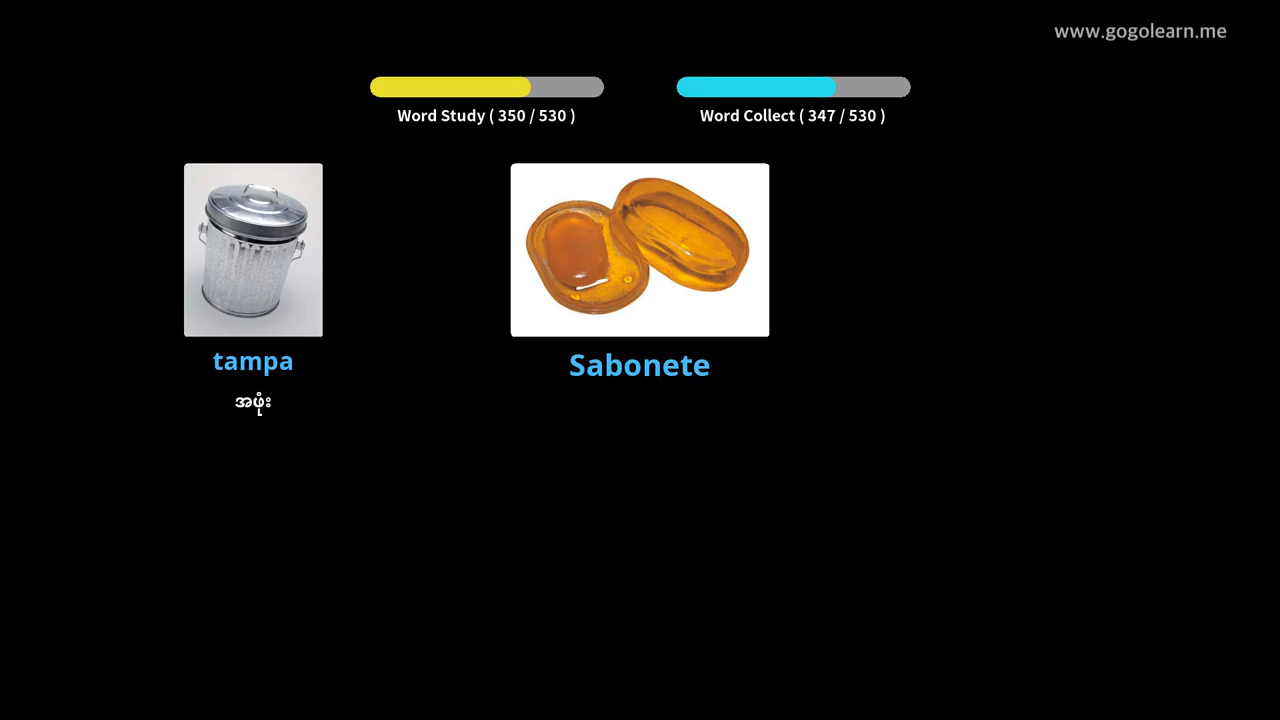 www.gogolearn.me
Word Study ( 350 / 530 )
Word Collect ( 347 / 530 )
tampa
အဖုံး
Sabonete